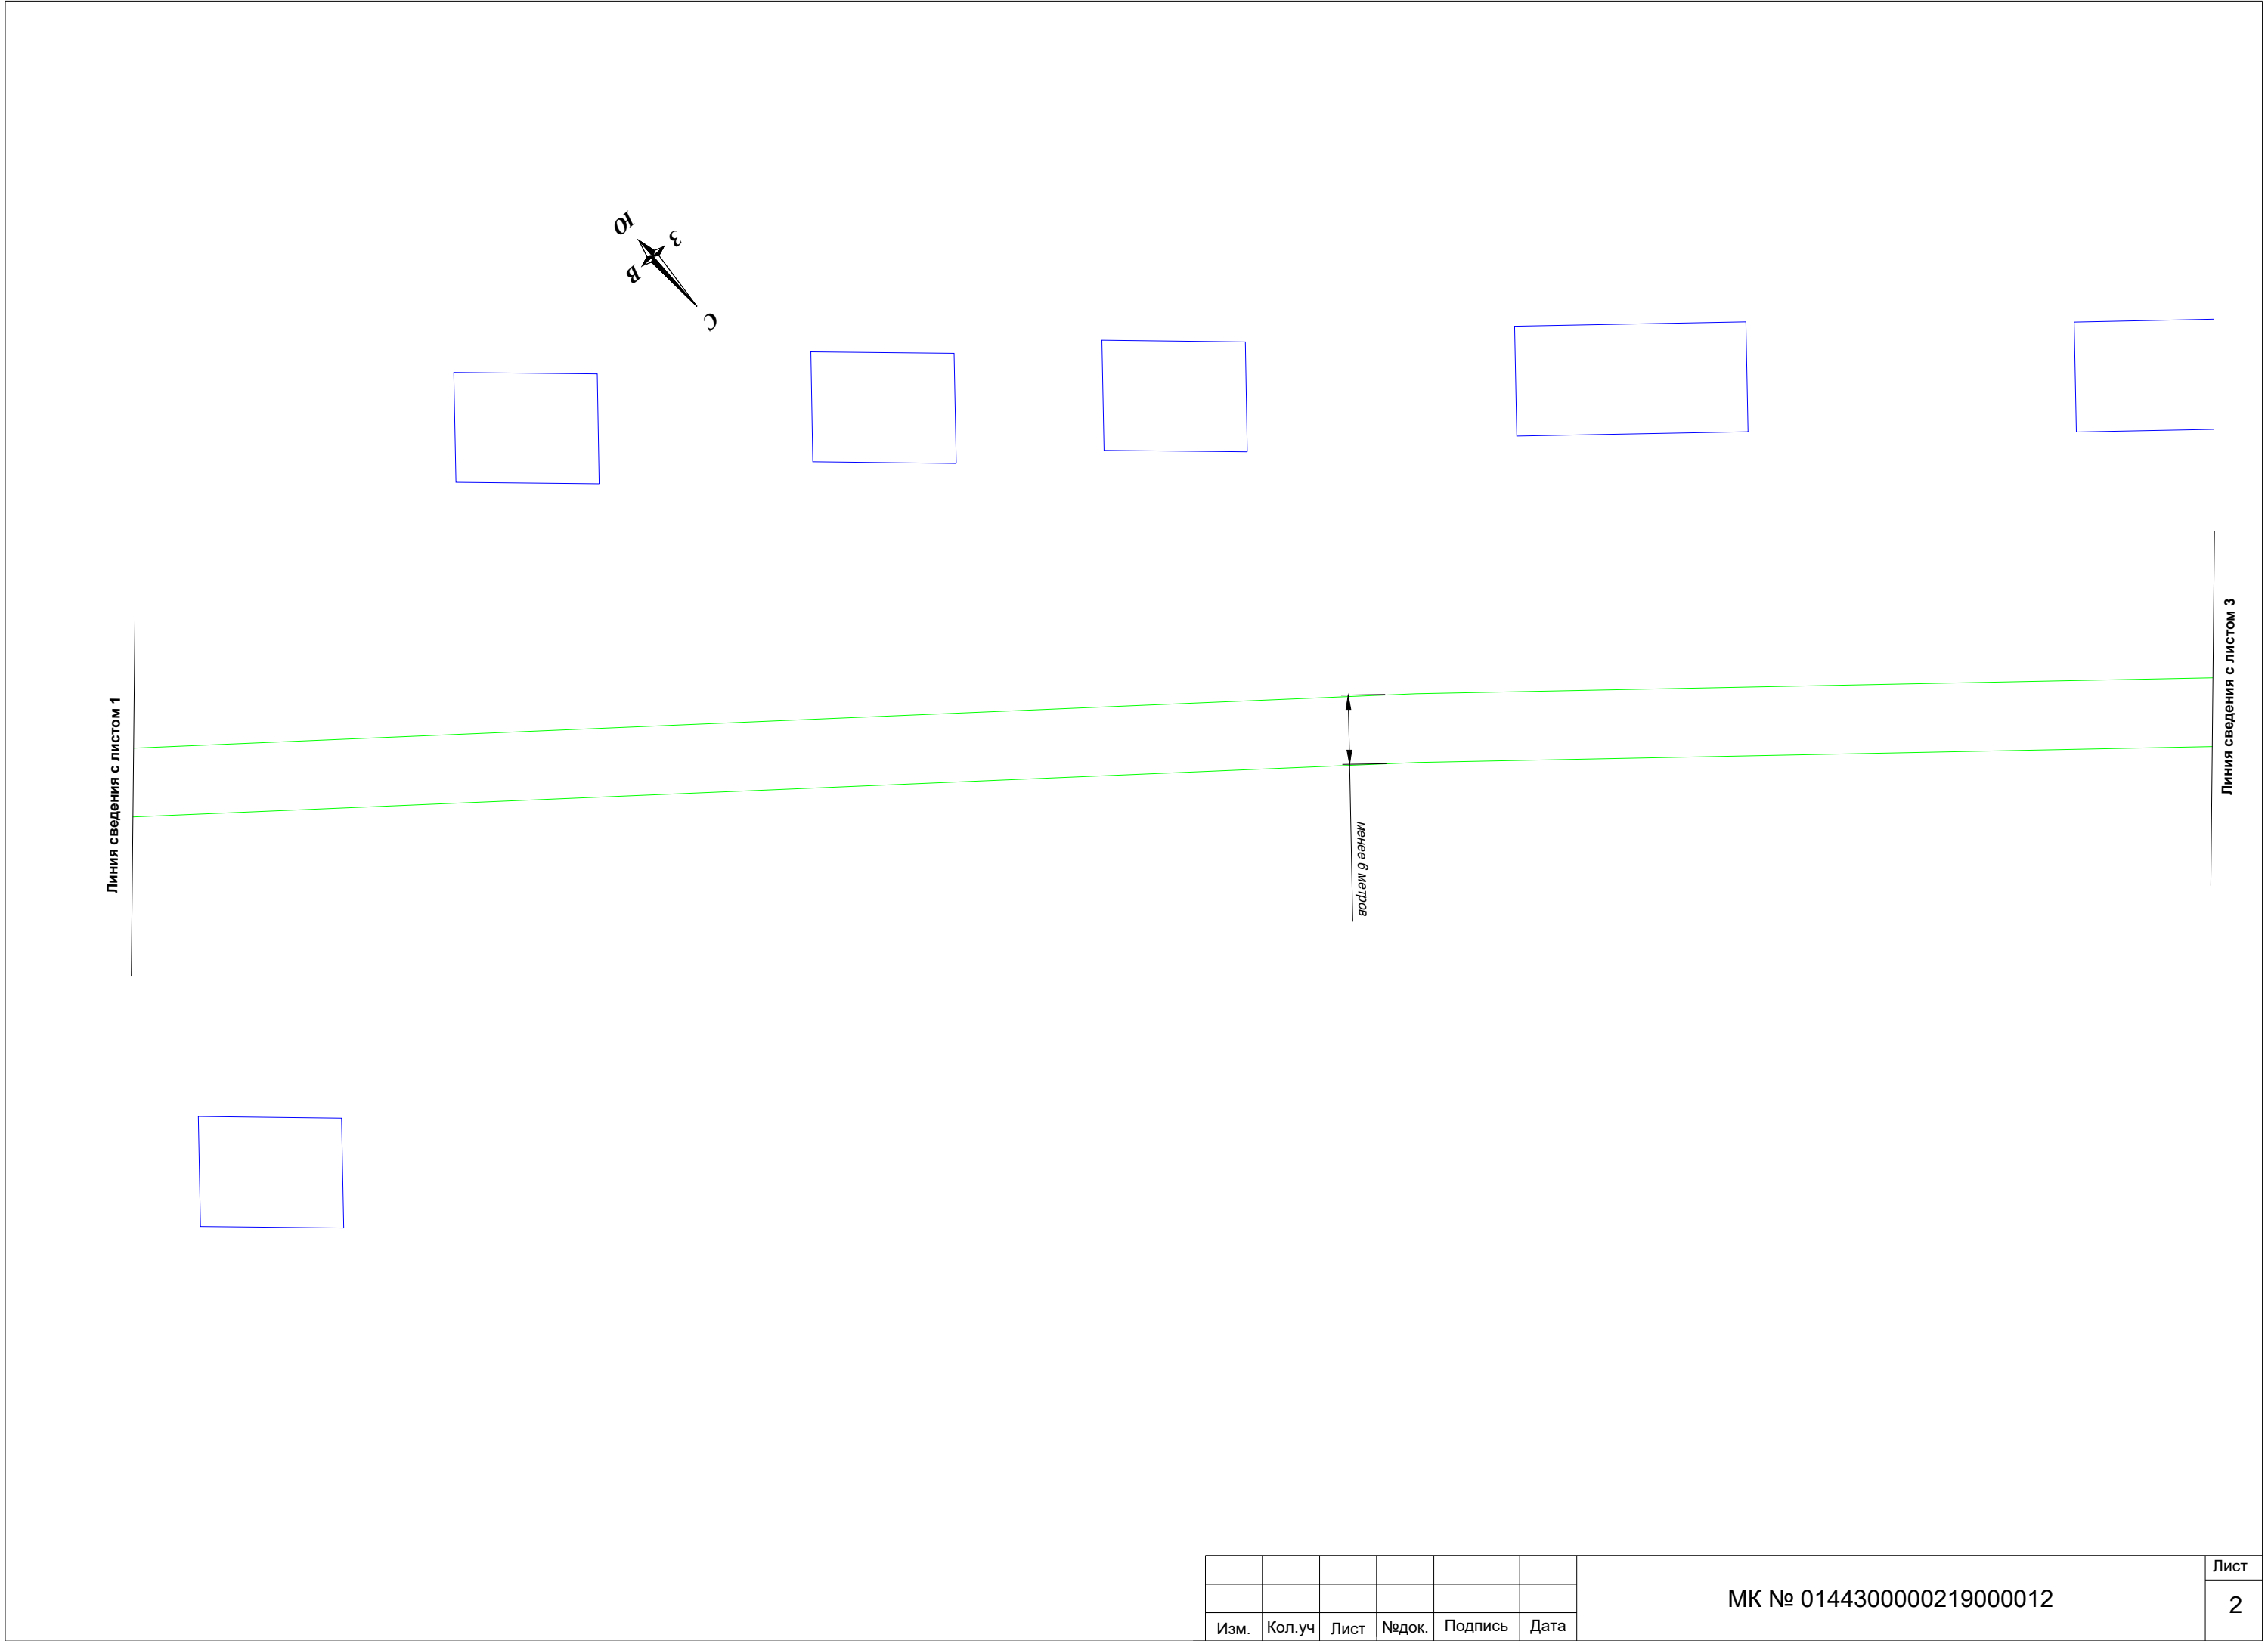 Ю
З
В
С
Линия сведения с листом 1
Линия сведения с листом 3
менее 6 метров
Лист
МК № 0144300000219000012
2
Изм. Кол.уч Лист №док. Подпись Дата